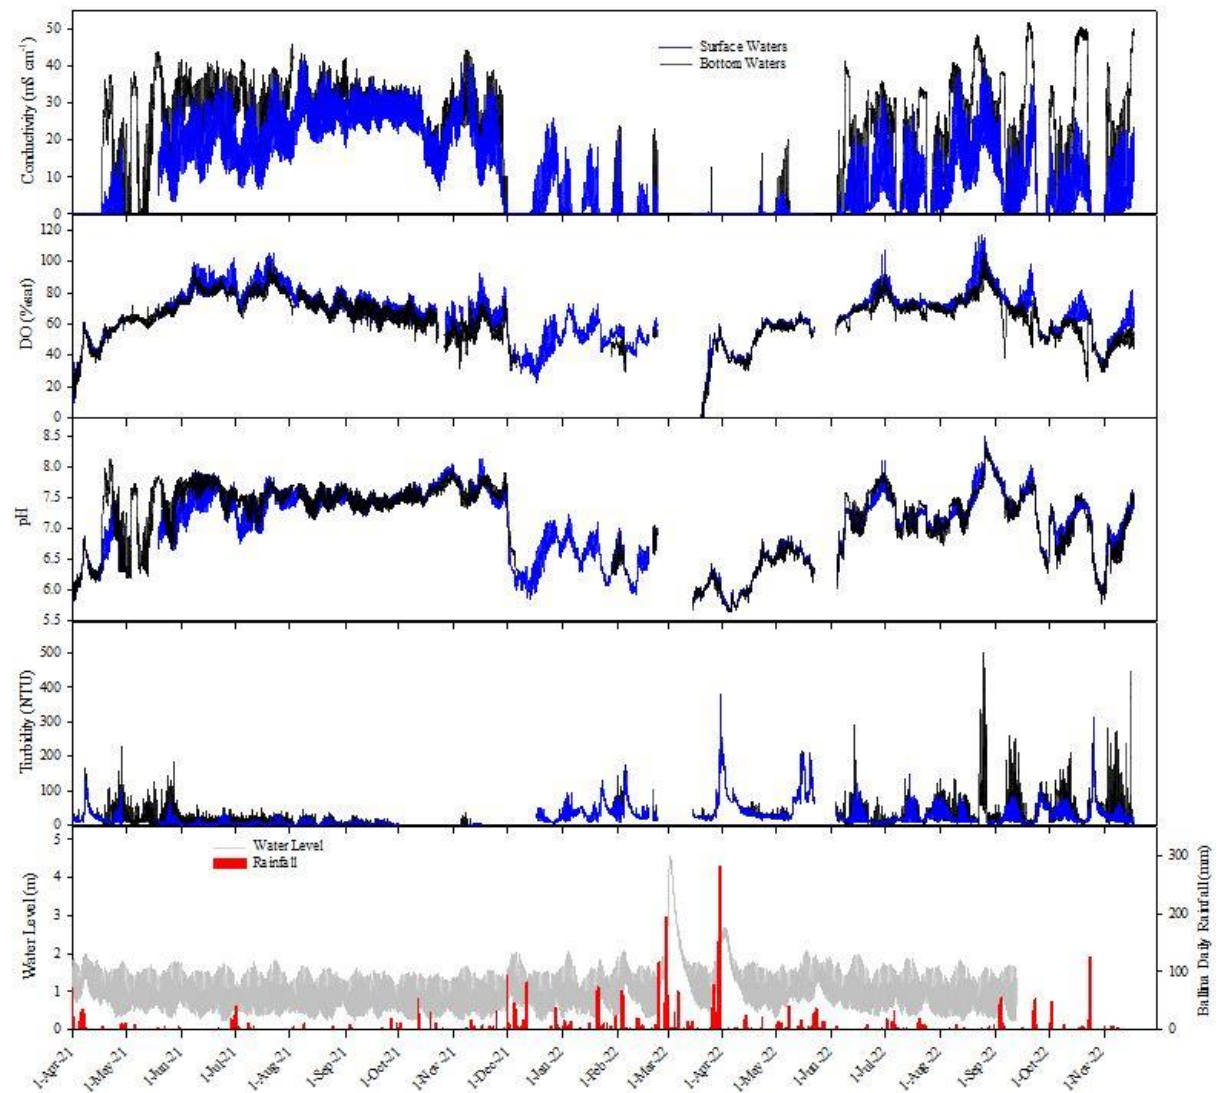 Conductivity (mS cm-1)
50
40
30
20
10
0
Surface Waters
Bottom Waters
DO (%sat)
120
100
80
60
40
20
0
pH
8.5
8.0
7.5
7.0
6.5
6.0
5.5
Turbidity (NTU)
500
400
300
200
100
0
Water Level (m)
5
4
3
2
1
0
Water Level
Rainfall
300
200
100
0
Ballina Daily Rainfall (mm)
1-Apr-21
1-May-21
1-Jun-21
1-Jul-21
1-Aug-21
1-Sep-21
1-Oct-21
1-Nov-21
1-Dec-21
1-Jan-22
1-Feb-22
1-Mar-22
1-Apr-22
1-May-22
1-Jun-22
1-Jul-22
1-Aug-22
1-Sep-22
1-Oct-22
1-Nov-22